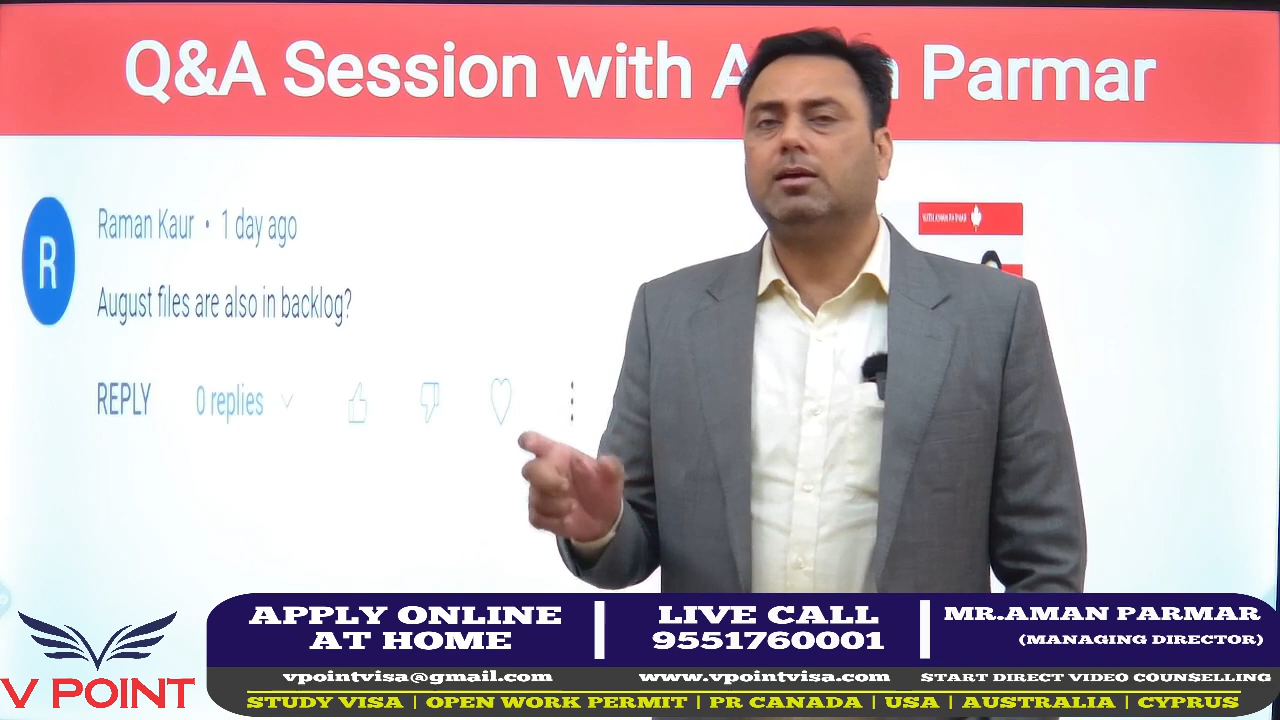 Q&A Session with A Parmar
R
Raman Kaur • 1 day ago
August files are also in backlog?
REPLY 0 replies
APPLY ONLINE
AT HOME
LIVE CALL
9551760001
MR.AMAN PARMAR
(MANAGING DIRECTOR)
V POINT
vpointvisa@gmail.com
www.vpointvisa.com
START DIRECT VIDEO COUNSELLING
STUDY VISA | OPEN WORK PERMIT | PR CANADA | USA | AUSTRALIA | CYPRUS